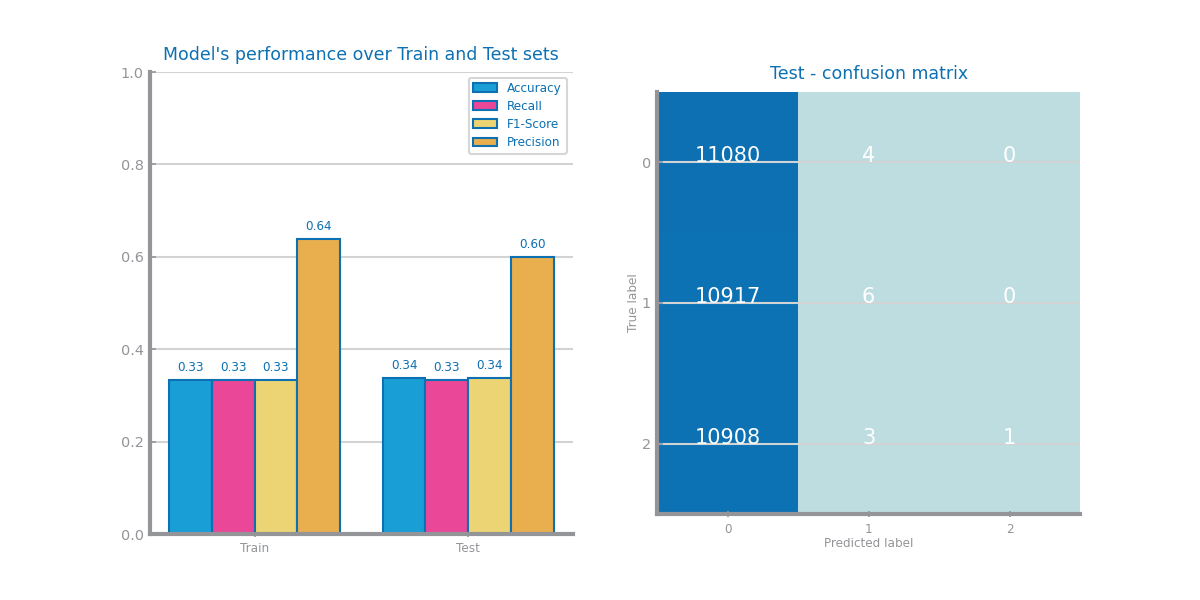 Model's performance over Train and Test sets
1.0
0.8
0.6
0.4
0.2
0.0
Accuracy
Recall
F1-Score
Precision
0.33 0.33 0.33 0.64
0.34 0.33 0.34 0.60
Train Test
Test - confusion matrix
True label
0 11080 4 0
1 10917 6 0
2 10908 3 1
0 1 2
Predicted label